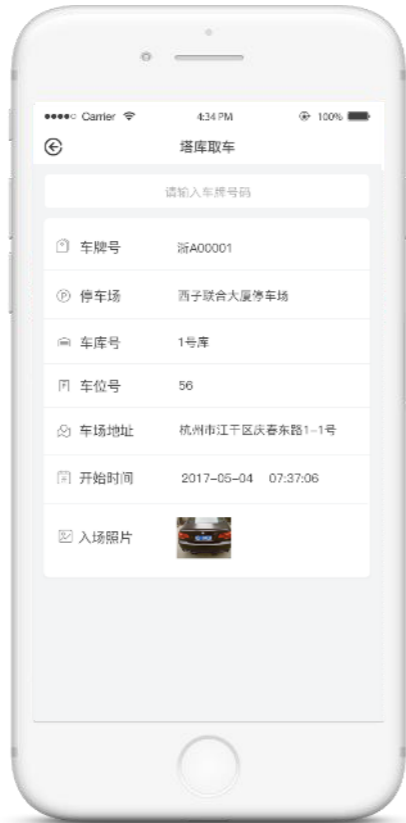 Carrier 4:34 PM 100%
塔库取车
请输入车牌号码
车牌号 浙A00001
停车场 西子联合大厦停车场
车库号 1号库
车位号 56
车场地址 杭州市江干区庆春东路1-1号
开始时间 2017-05-04 07:37:06
入场照片